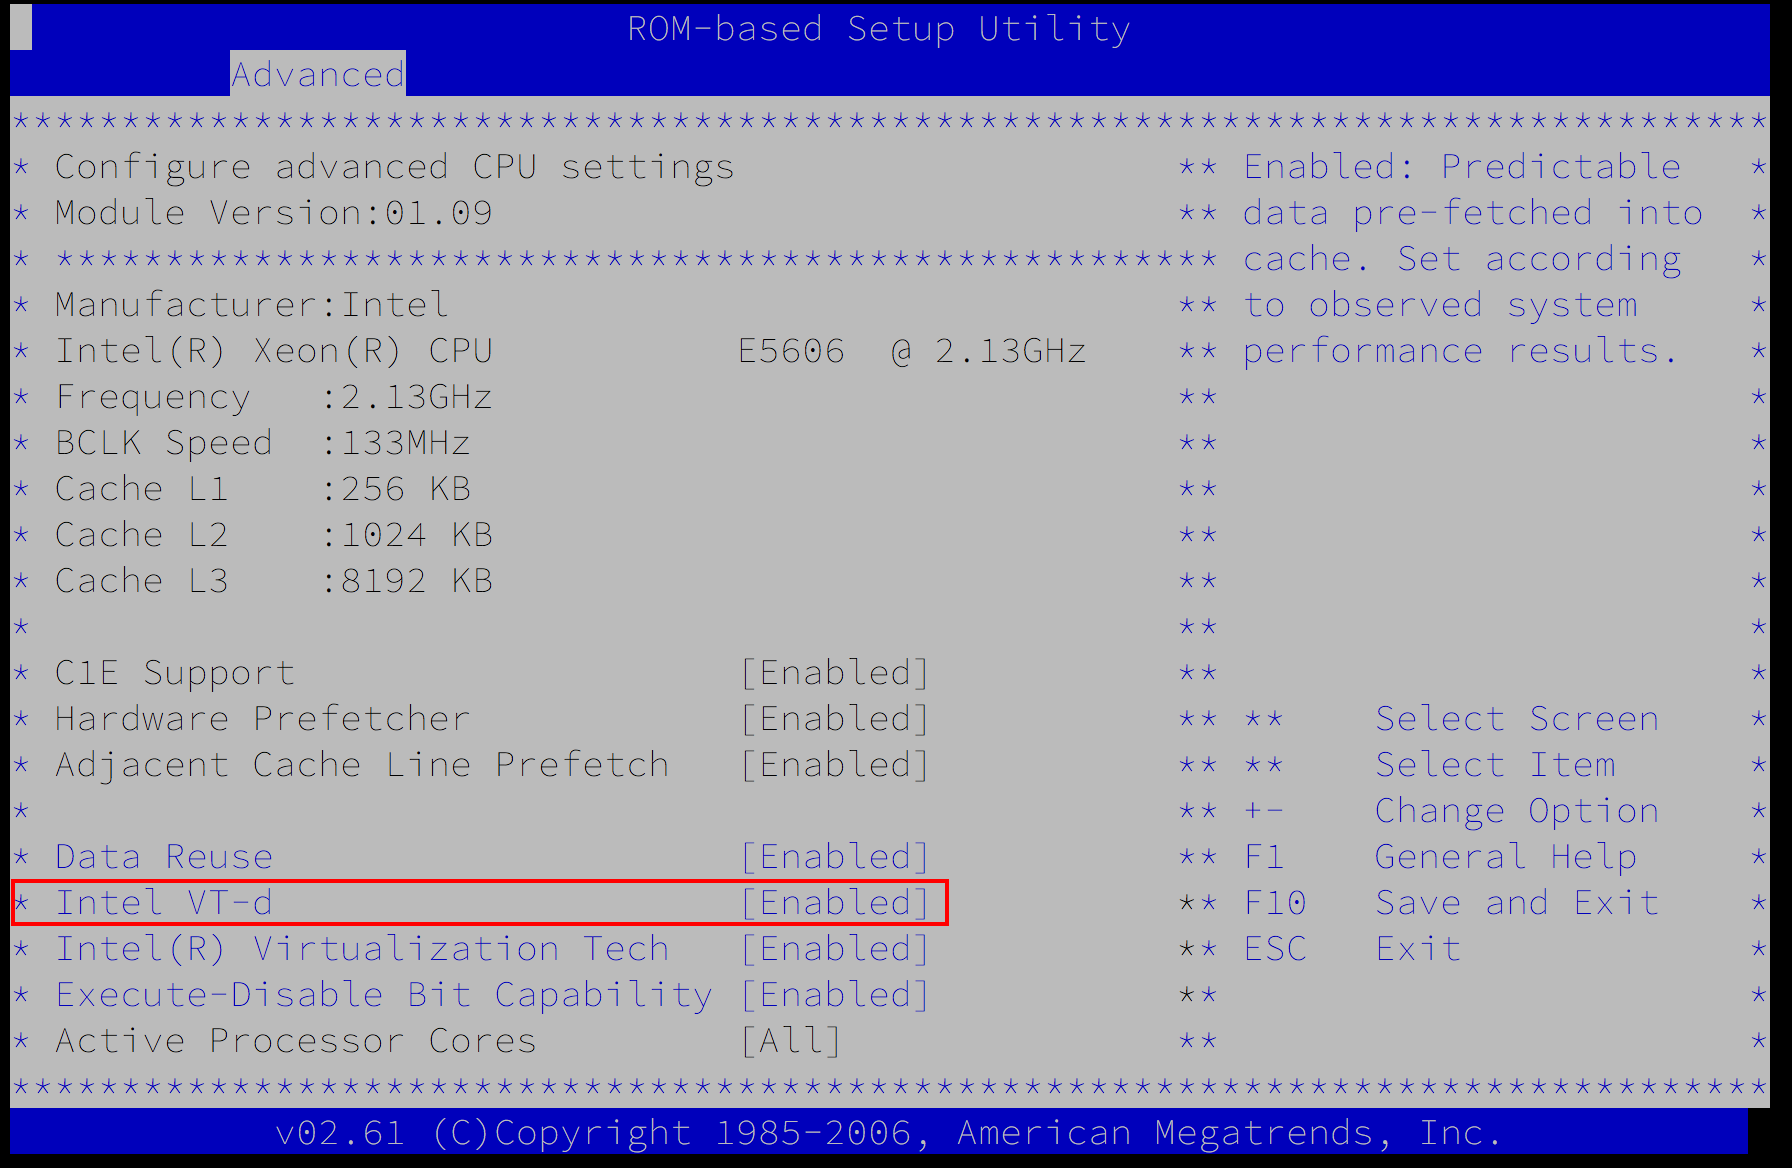 ROM-based Setup Utility
Advanced
********************************************************************************
* Configure advanced CPU settings ** Enabled: Predictable *
* Module Version:01.09 ** data pre-fetched into *
* ***************************************************** cache. Set according *
* Manufacturer:Intel ** to observed system *
* Intel(R) Xeon(R) CPU E5606 @ 2.13GHz ** performance results. *
* Frequency :2.13GHz ** *
* BCLK Speed :133MHz ** *
* Cache L1 :256 KB ** *
* Cache L2 :1024 KB ** *
* Cache L3 :8192 KB ** *
* ** *
* C1E Support [Enabled] ** *
* Hardware Prefetcher [Enabled] ** ** Select Screen *
* Adjacent Cache Line Prefetch [Enabled] ** ** Select Item *
* ** +- Change Option *
* Data Reuse [Enabled] ** F1 General Help *
* Intel VT-d [Enabled] ** F10 Save and Exit *
* Intel(R) Virtualization Tech [Enabled] ** ESC Exit *
* Execute-Disable Bit Capability [Enabled] ** *
* Active Processor Cores [All] ** *
********************************************************************************
v02.61 (C)Copyright 1985-2006, American Megatrends, Inc.